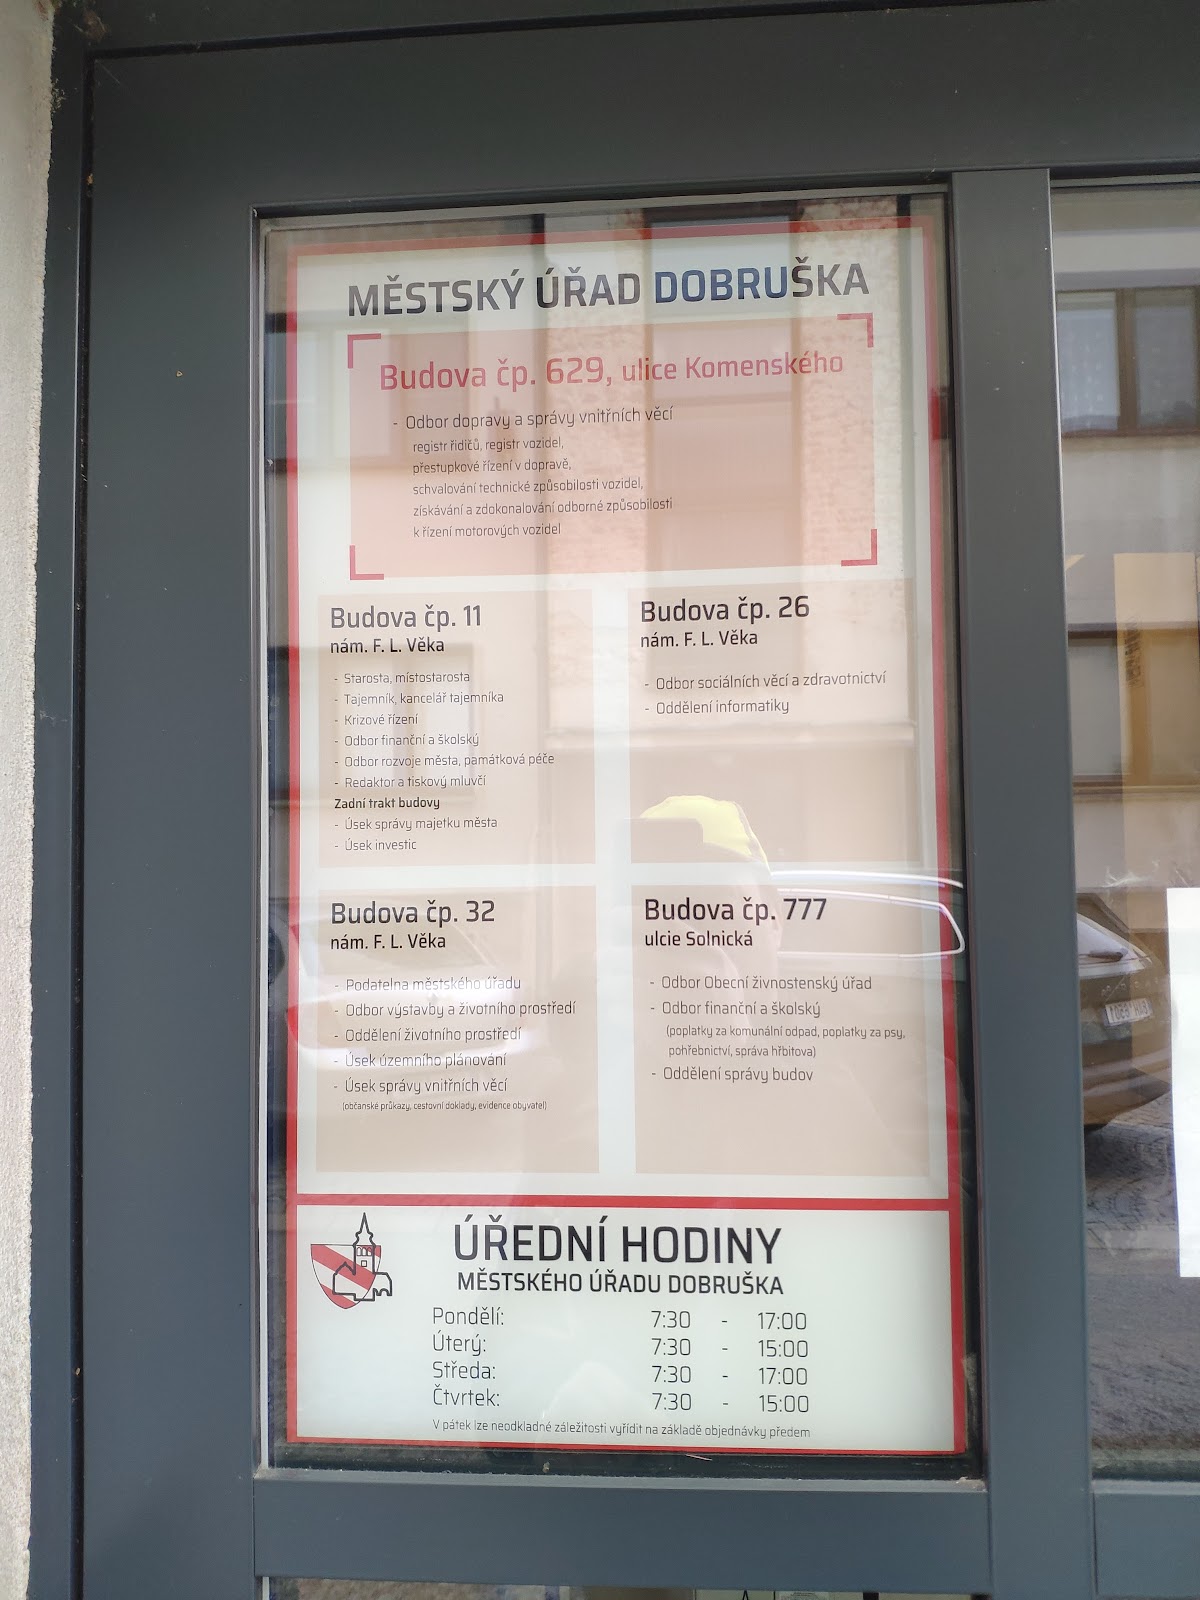 MĚSTSKÝ ÚŘAD DOBRUŠKA
Budova čp. 629, ulice Komenského
- Odbor dopravy a správy vnitřních věcí
registr řidičů, registr vozidel,
přestupkové řízení v dopravě,
schvalování technické způsobilosti vozidel,
získávání a zdokonalování odborné způsobilosti
k řízení motorových vozidel
Budova čp. 11
nám. F. L. Věka
- Starosta, místostarosta
- Tajemník, kancelář tajemníka
- Krizové řízení
- Odbor finanční a školský
- Odbor rozvoje města, památková péče
- Redaktor a tiskový mluvčí
Zadní trakt budovy
- Úsek správy majetku města
- Úsek investic
Budova čp. 26
nám. F. L. Věka
- Odbor sociálních věcí a zdravotnictví
- Oddělení informatiky
Budova čp. 32
nám. F. L. Věka
- Podatelna městského úřadu
- Odbor výstavby a životního prostředí
- Oddělení životního prostředí
- Úsek územního plánování
- Úsek správy vnitřních věcí
(občanské průkazy, cestovní doklady, evidence obyvatel)
Budova čp. 777
ulcie Solnická
- Odbor Obecní živnostenský úřad
- Odbor finanční a školský
(poplatky za komunální odpad, poplatky za psy,
pohřebnictví, správa hřbitova)
- Oddělení správy budov
ÚŘEDNÍ HODINY
MĚSTSKÉHO ÚŘADU DOBRUŠKA
Pondělí: 7:30 - 17:00
Úterý: 7:30 - 15:00
Středa: 7:30 - 17:00
Čtvrtek: 7:30 - 15:00
V pátek lze neodkladné záležitosti vyřídit na základě objednávky předem